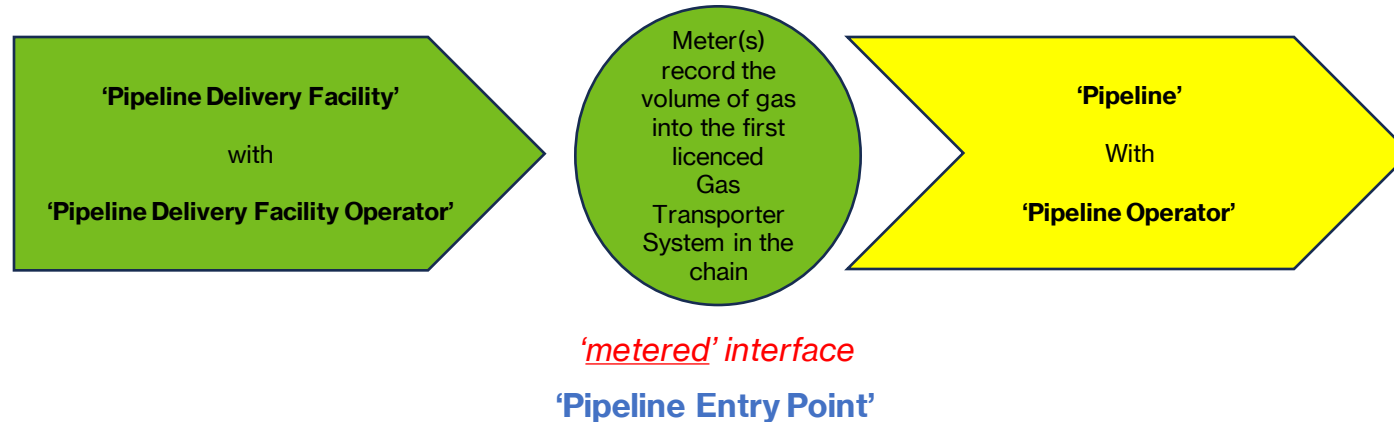 ‘Pipeline Delivery Facility’
with
‘Pipeline Delivery Facility Operator’
Meter(s)
record the
volume of gas
into the first
licenced
Gas
Transporter
System in the
chain
‘Pipeline’
With
‘Pipeline Operator’
‘metered’ interface
‘Pipeline Entry Point’